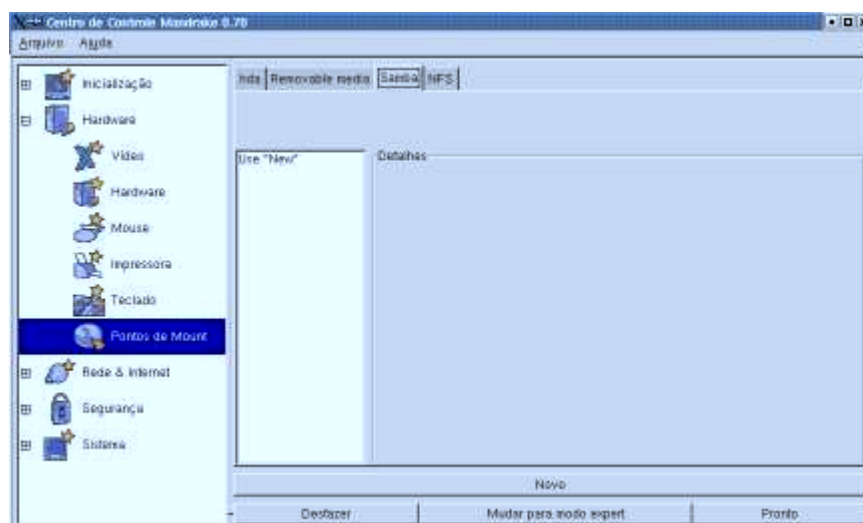 Centro de Controle Mandrake 0.70
Arquivo Ajuda
Inicialização
Hardware
Vídeo
Hardware
Mouse
Impressora
Teclado
Pontos de Mount
Rede & Internet
Segurança
Sistema
hda Removable media Samba NFS
Use "New"
Detalhes
Novo
Desfazer Mudar para modo expert Pronto